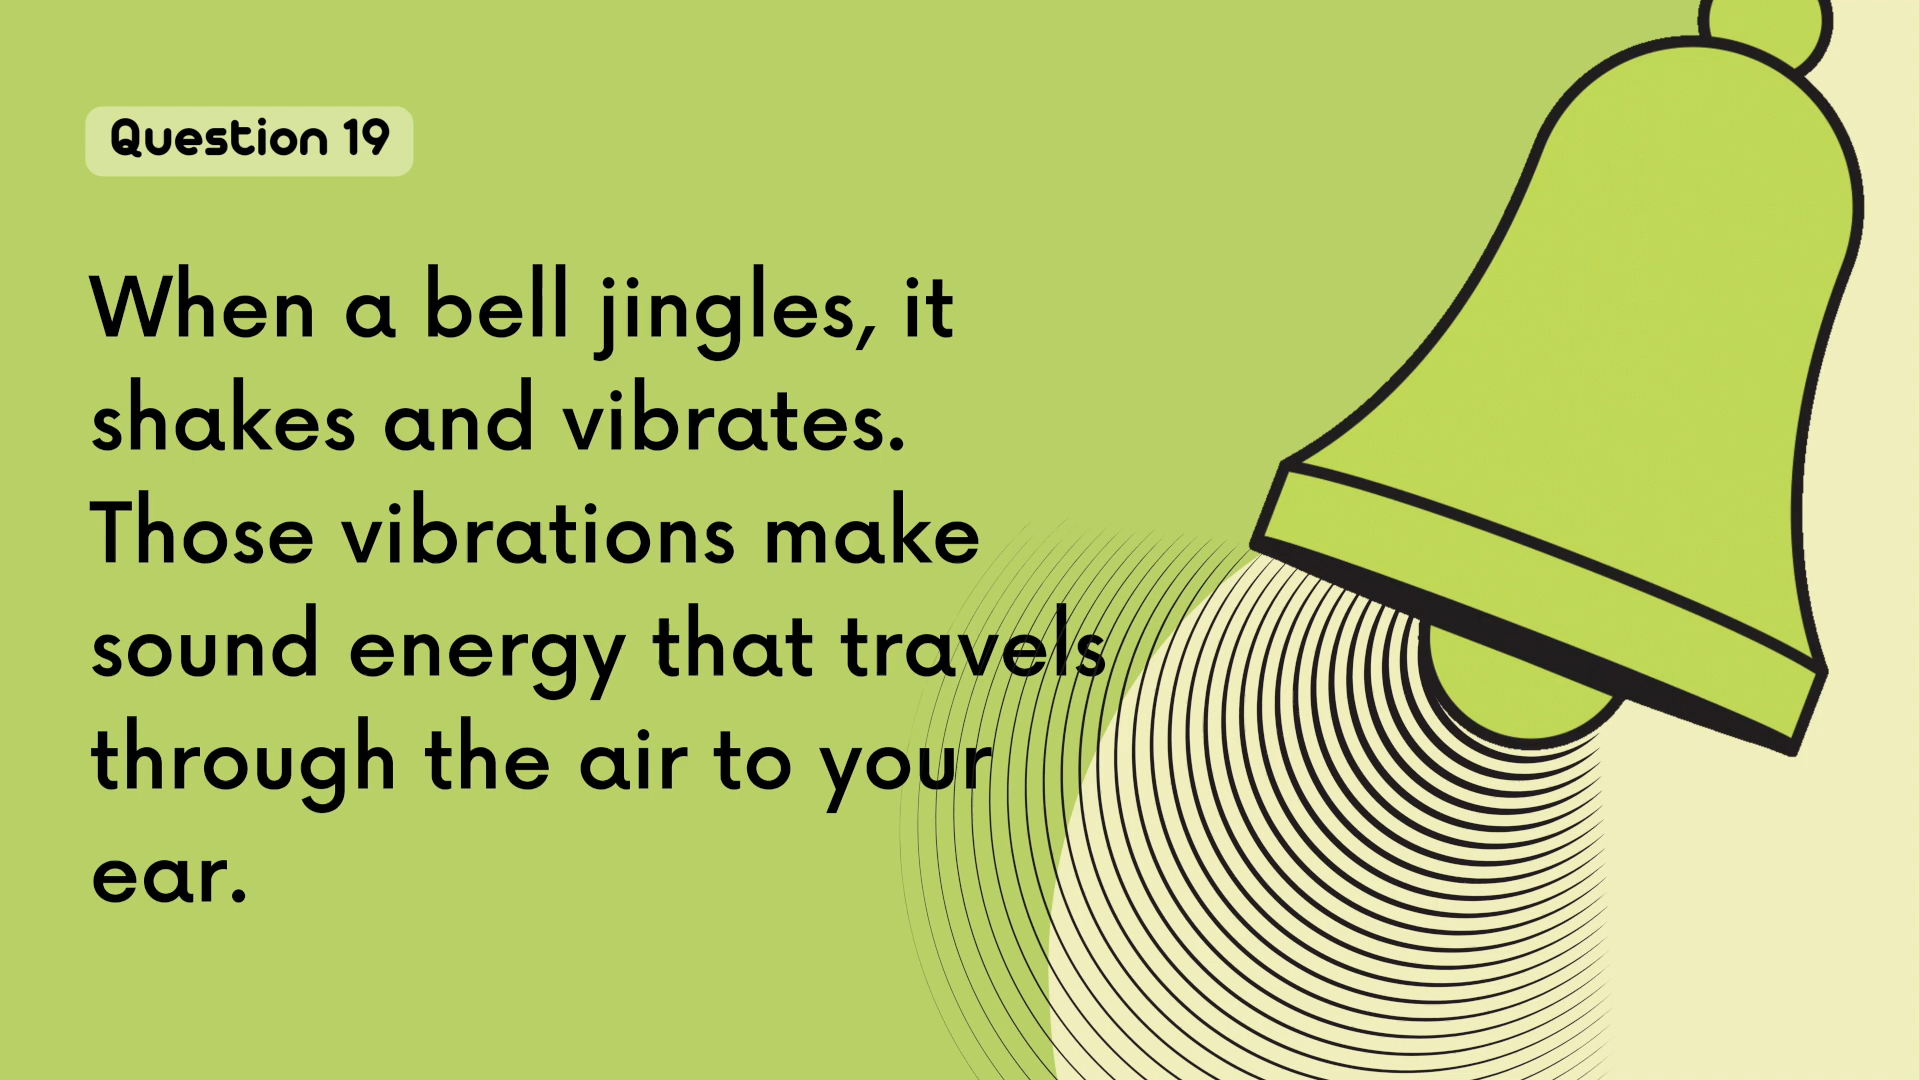 Question 19
When a bell jingles, it
shakes and vibrates.
Those vibrations make
sound energy that travels
through the air to your
ear.